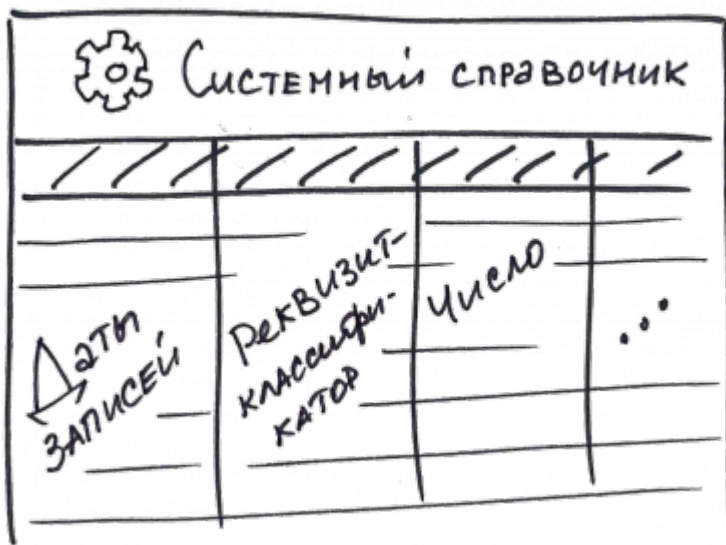 Системный справочник
Даты
записей
Реквизит-
классифи-
катор
Число
...